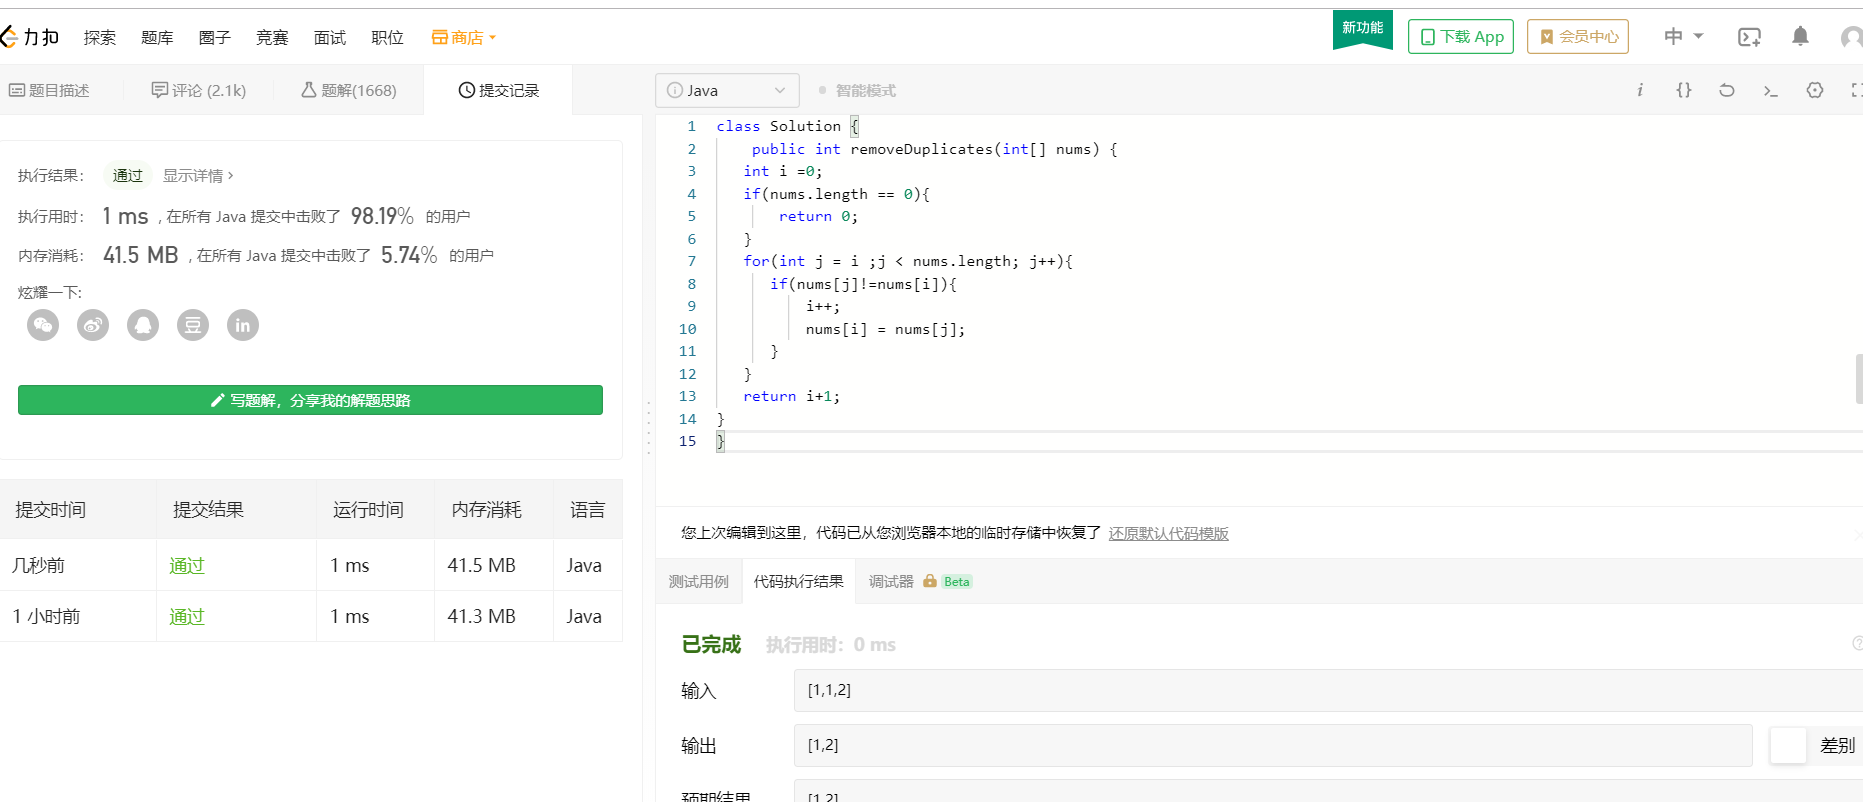 力扣 探索 题库 圈子 竞赛 面试 职位 商店 新功能 下载 App 会员中心 中
题目描述 评论 (2.1k) 题解(1668) 提交记录
Java 智能模式
执行结果： 通过 显示详情 ›
执行用时： 1 ms , 在所有 Java 提交中击败了 98.19% 的用户
内存消耗： 41.5 MB , 在所有 Java 提交中击败了 5.74% 的用户
炫耀一下:
豆 in
写题解，分享我的解题思路
提交时间 提交结果 运行时间 内存消耗 语言
几秒前 通过 1 ms 41.5 MB Java
1 小时前 通过 1 ms 41.3 MB Java
1 class Solution {
2 public int removeDuplicates(int[] nums) {
3 int i =0;
4 if(nums.length == 0){
5 return 0;
6 }
7 for(int j = i ;j < nums.length; j++){
8 if(nums[j]!=nums[i]){
9 i++;
10 nums[i] = nums[j];
11 }
12 }
13 return i+1;
14 }
15 }
您上次编辑到这里，代码已从您浏览器本地的临时存储中恢复了 还原默认代码模版
测试用例 代码执行结果 调试器 Beta
已完成 执行用时：0 ms
输入 [1,1,2]
输出 [1,2] 差别
预期结果 [1,2]